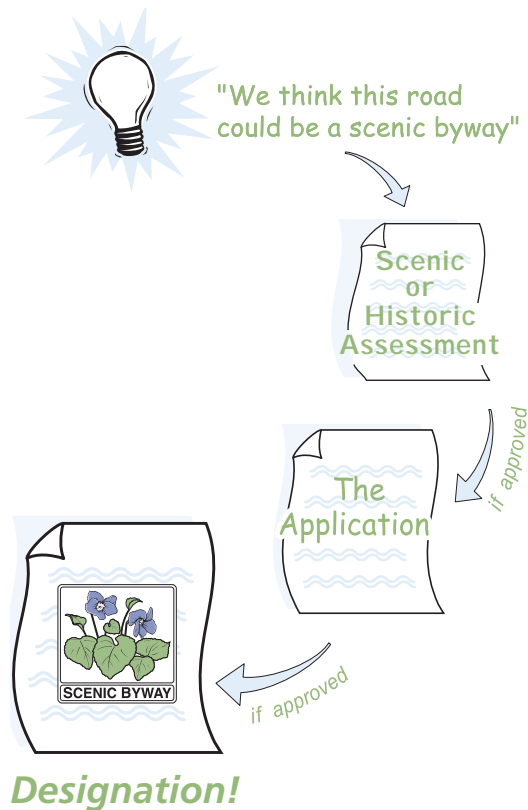 "We think this road
could be a scenic byway"
Scenic
or
Historic
Assessment
if approved
The
Application
if approved
SCENIC BYWAY
Designation!